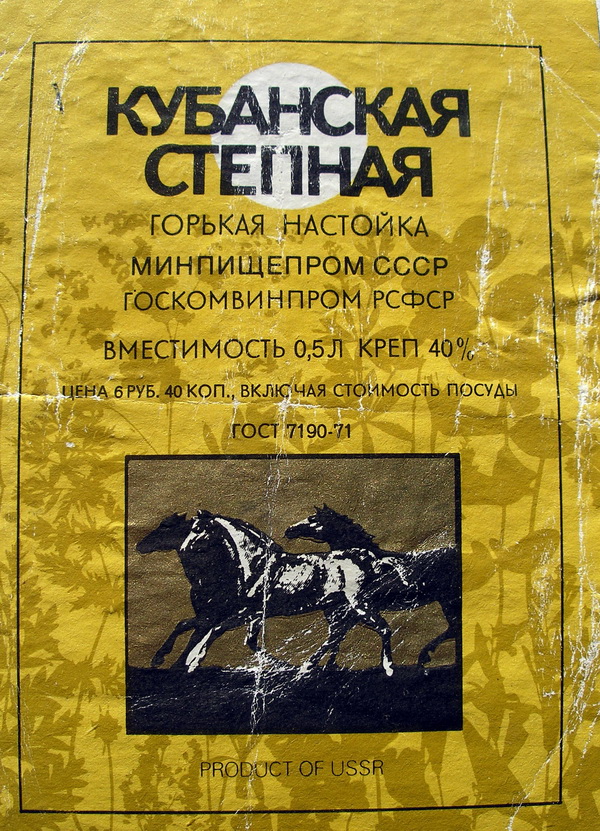 КУБАНСКАЯ
СТЕПНАЯ
ГОРЬКАЯ НАСТОЙКА
МИНПИЩЕПРОМ СССР
ГОСКОМВИНПРОМ РСФСР
ВМЕСТИМОСТЬ 0,5Л КРЕП 40%
ЦЕНА 6 РУБ. 40 КОП., ВКЛЮЧАЯ СТОИМОСТЬ ПОСУДЫ
ГОСТ 7190-71
PRODUCT OF USSR